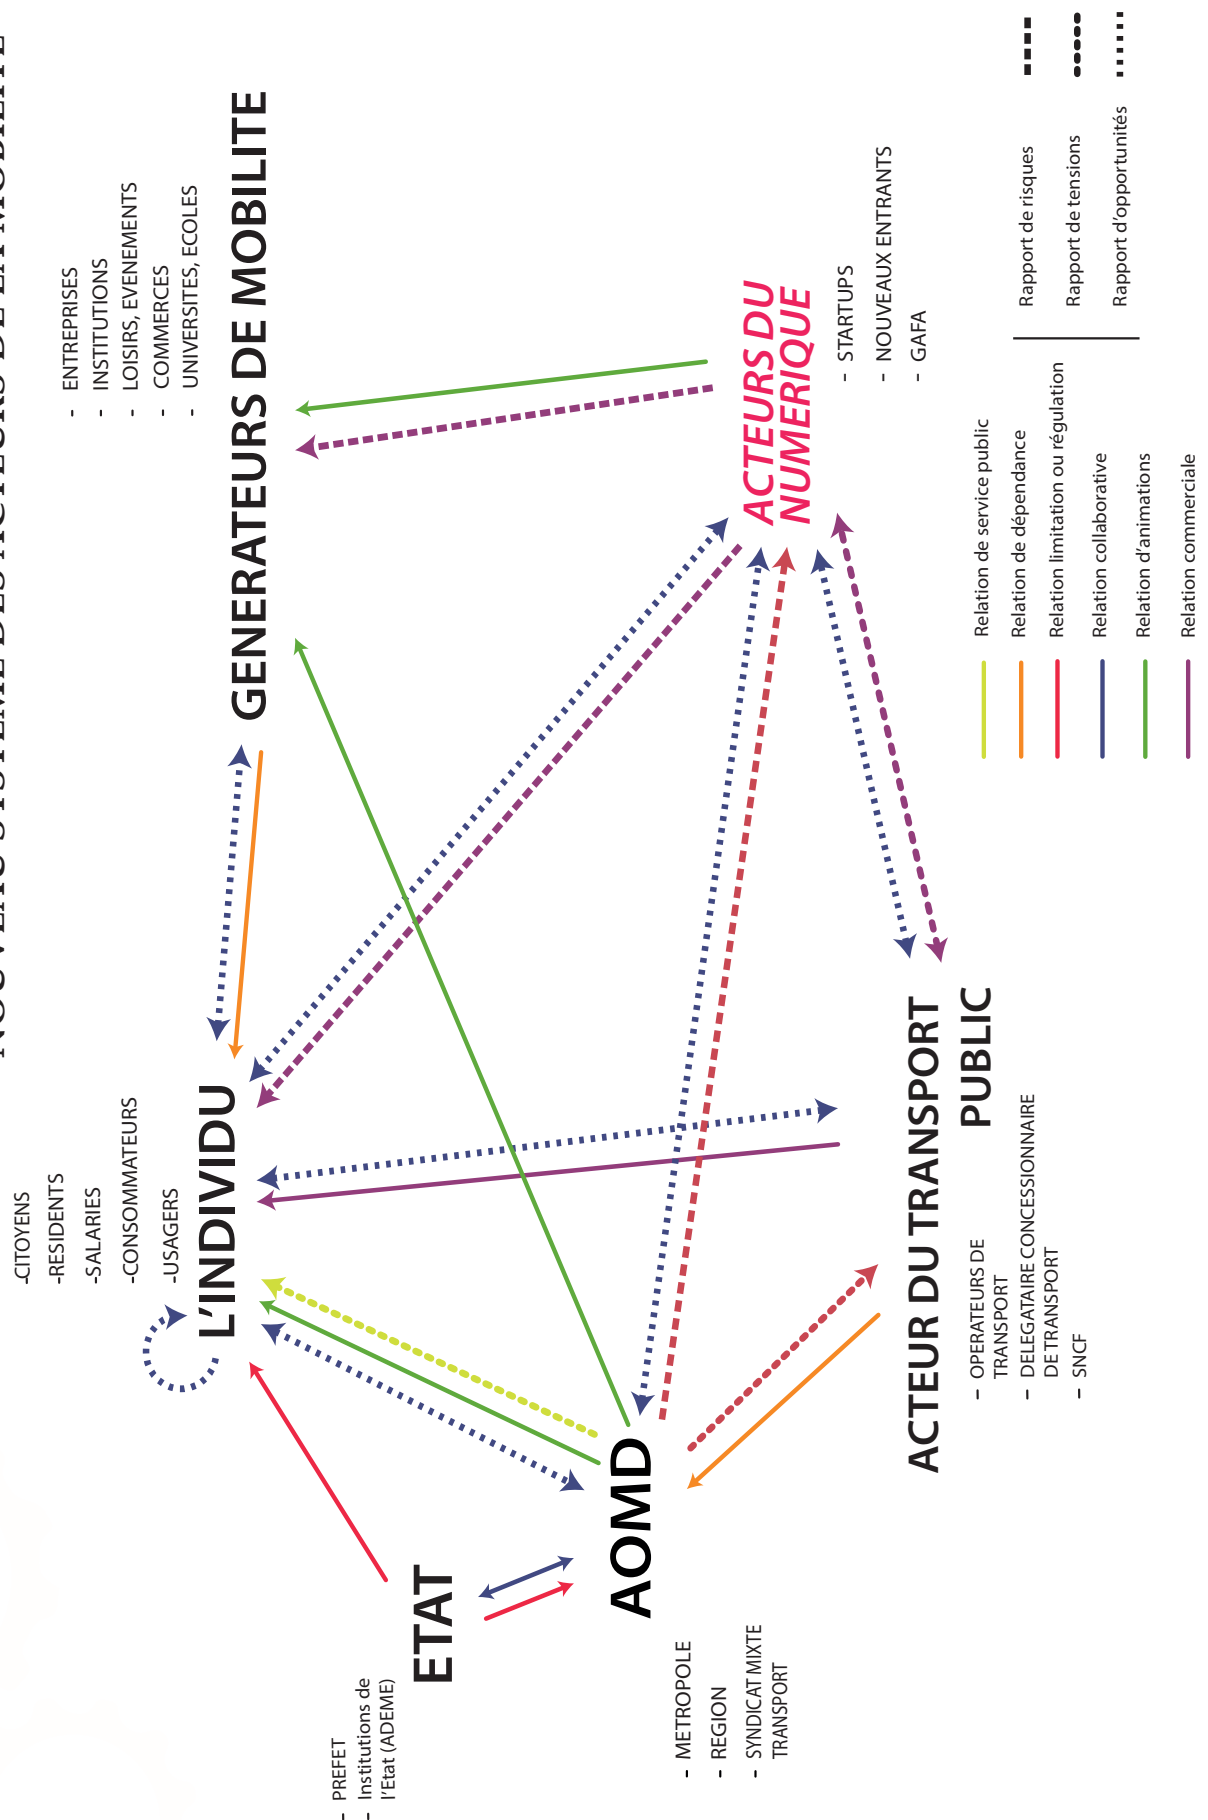 NOUVEAU SYSTEME DES ACTEURS DE LA MOBILITE
-CITOYENS
-RESIDENTS
-SALARIES
-CONSOMMATEURS
-USAGERS
L'INDIVIDU
- ENTREPRISES
- INSTITUTIONS
- LOISIRS, EVENEMENTS
- COMMERCES
- UNIVERSITES, ECOLES
GENERATEURS DE MOBILITE
- PREFET
- Institutions de
l'Etat (ADEME)
ETAT
AOMD
- METROPOLE
- REGION
- SYNDICAT MIXTE
TRANSPORT
ACTEURS DU
NUMERIQUE
- STARTUPS
- NOUVEAUX ENTRANTS
- GAFA
ACTEUR DU TRANSPORT
PUBLIC
- OPERATEURS DE
TRANSPORT
- DELEGATAIRE CONCESSIONNAIRE
DE TRANSPORT
- SNCF
Relation de service public
Relation de dépendance
Relation limitation ou régulation
Relation collaborative
Relation d'animations
Relation commerciale
Rapport de risques
Rapport de tensions
Rapport d'opportunités